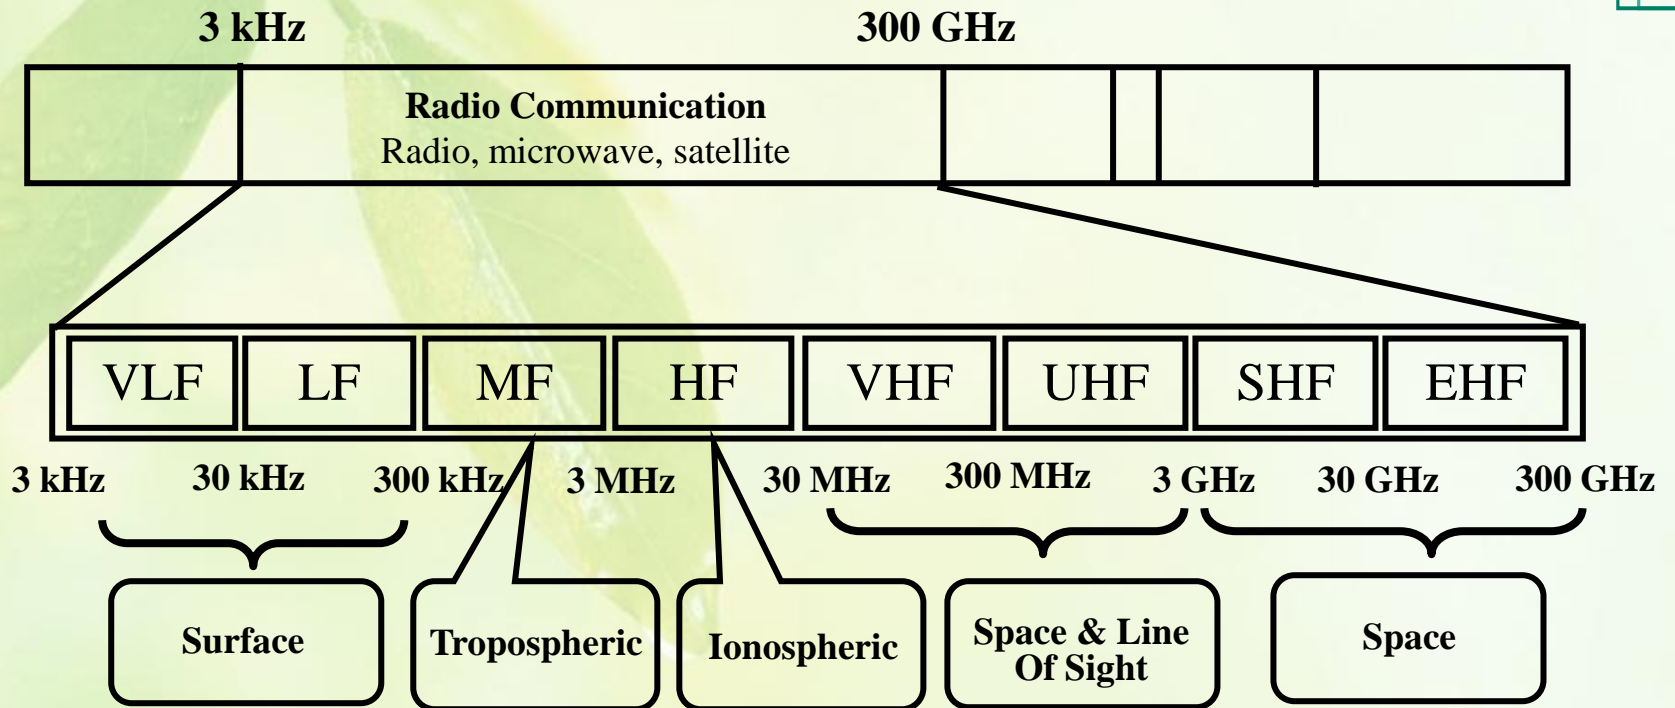 3 kHz
300 GHz
Radio Communication
Radio, microwave, satellite
VLF
LF
MF
HF
VHF
UHF
SHF
EHF
3 kHz
30 kHz
300 kHz
3 MHz
30 MHz
300 MHz
3 GHz
30 GHz
300 GHz
Surface
Tropospheric
Ionospheric
Space & Line
Of Sight
Space